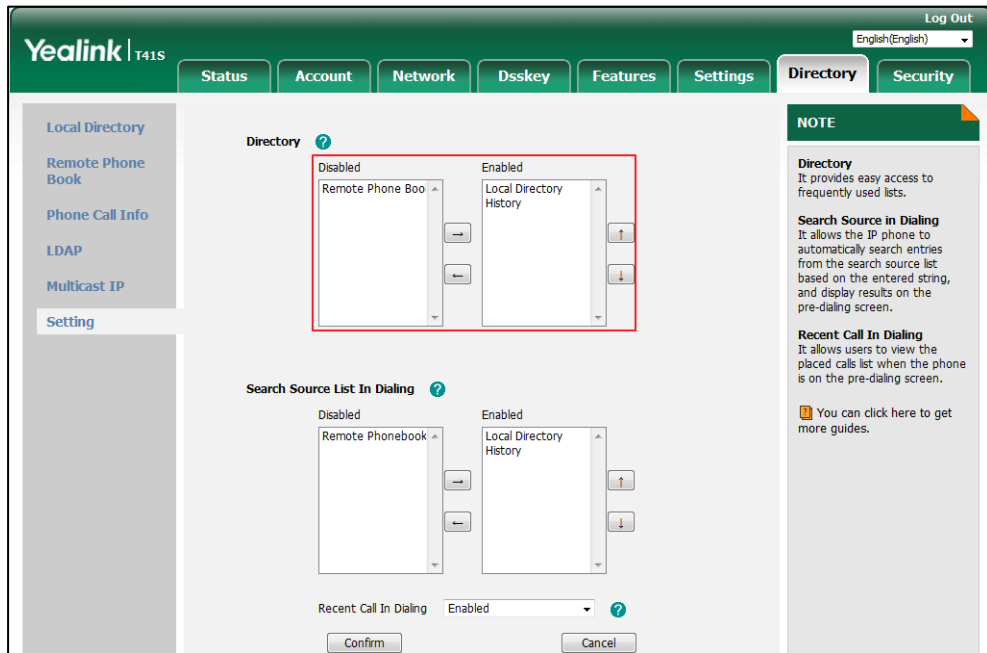 Log Out
English(English)
Yealink T41S
Status Account Network Dsskey Features Settings Directory Security
Local Directory
Remote Phone
Book
Phone Call Info
LDAP
Multicast IP
Setting
Directory ?
Disabled Enabled
Remote Phone Boo Local Directory
History
→ ↑
← ↓
Search Source List In Dialing ?
Disabled Enabled
Remote Phonebook Local Directory
History
→ ↑
← ↓
Recent Call In Dialing Enabled ?
Confirm Cancel
NOTE
Directory
It provides easy access to
frequently used lists.
Search Source in Dialing
It allows the IP phone to
automatically search entries
from the search source list
based on the entered string,
and display results on the
pre-dialing screen.
Recent Call In Dialing
It allows users to view the
placed calls list when the phone
is on the pre-dialing screen.
? You can click here to get
more guides.